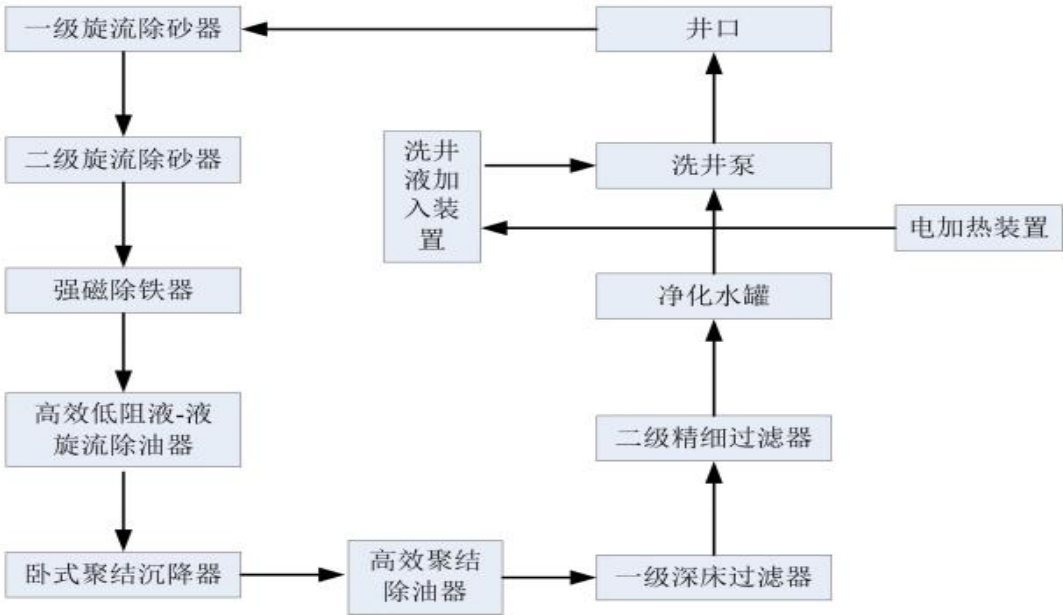 一级旋流除砂器
井口
二级旋流除砂器
洗井
液加
入装
置
洗井泵
电加热装置
强磁除铁器
净化水罐
高效低阻液-液
旋流除油器
二级精细过滤器
卧式聚结沉降器
高效聚结
除油器
一级深床过滤器